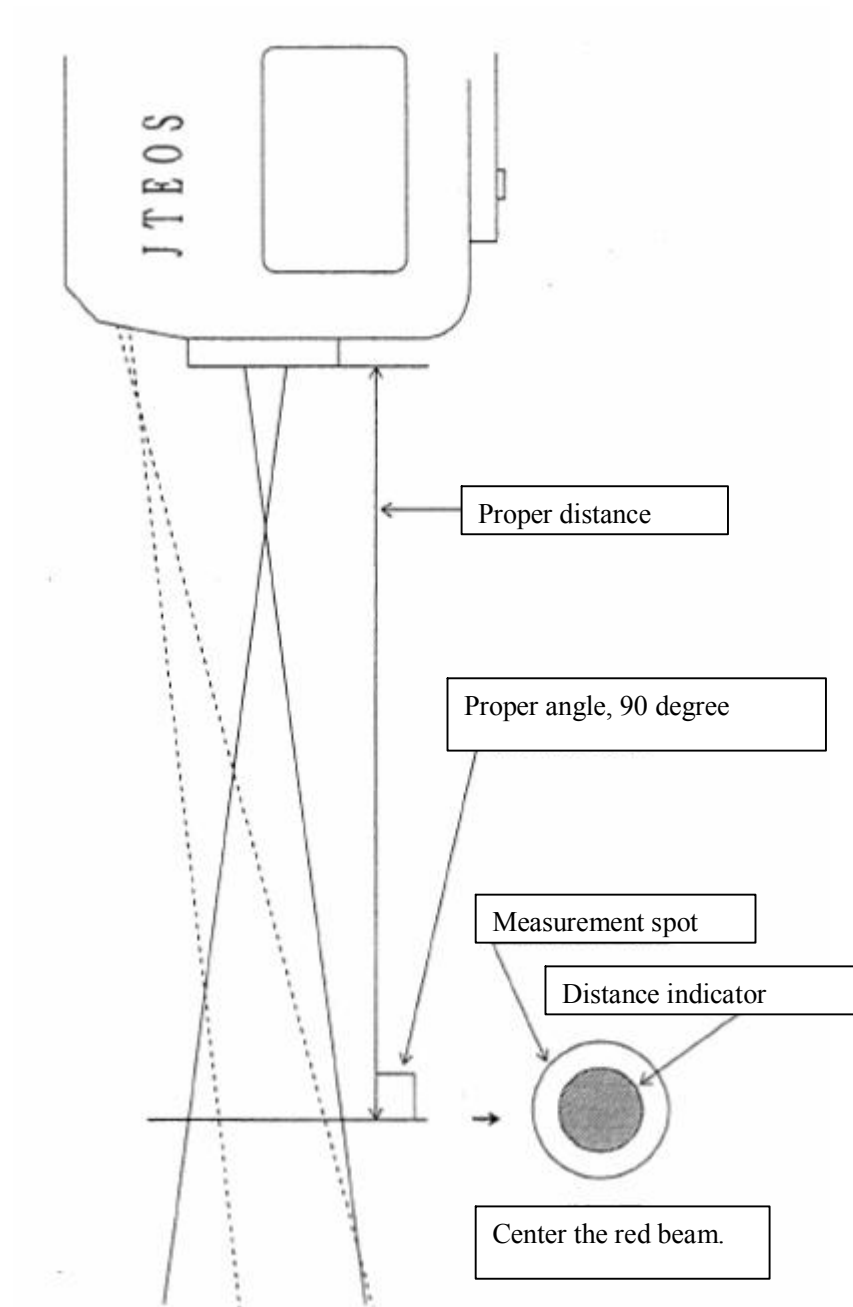 JTEOS
Proper distance
Proper angle, 90 degree
Measurement spot
Distance indicator
Center the red beam.